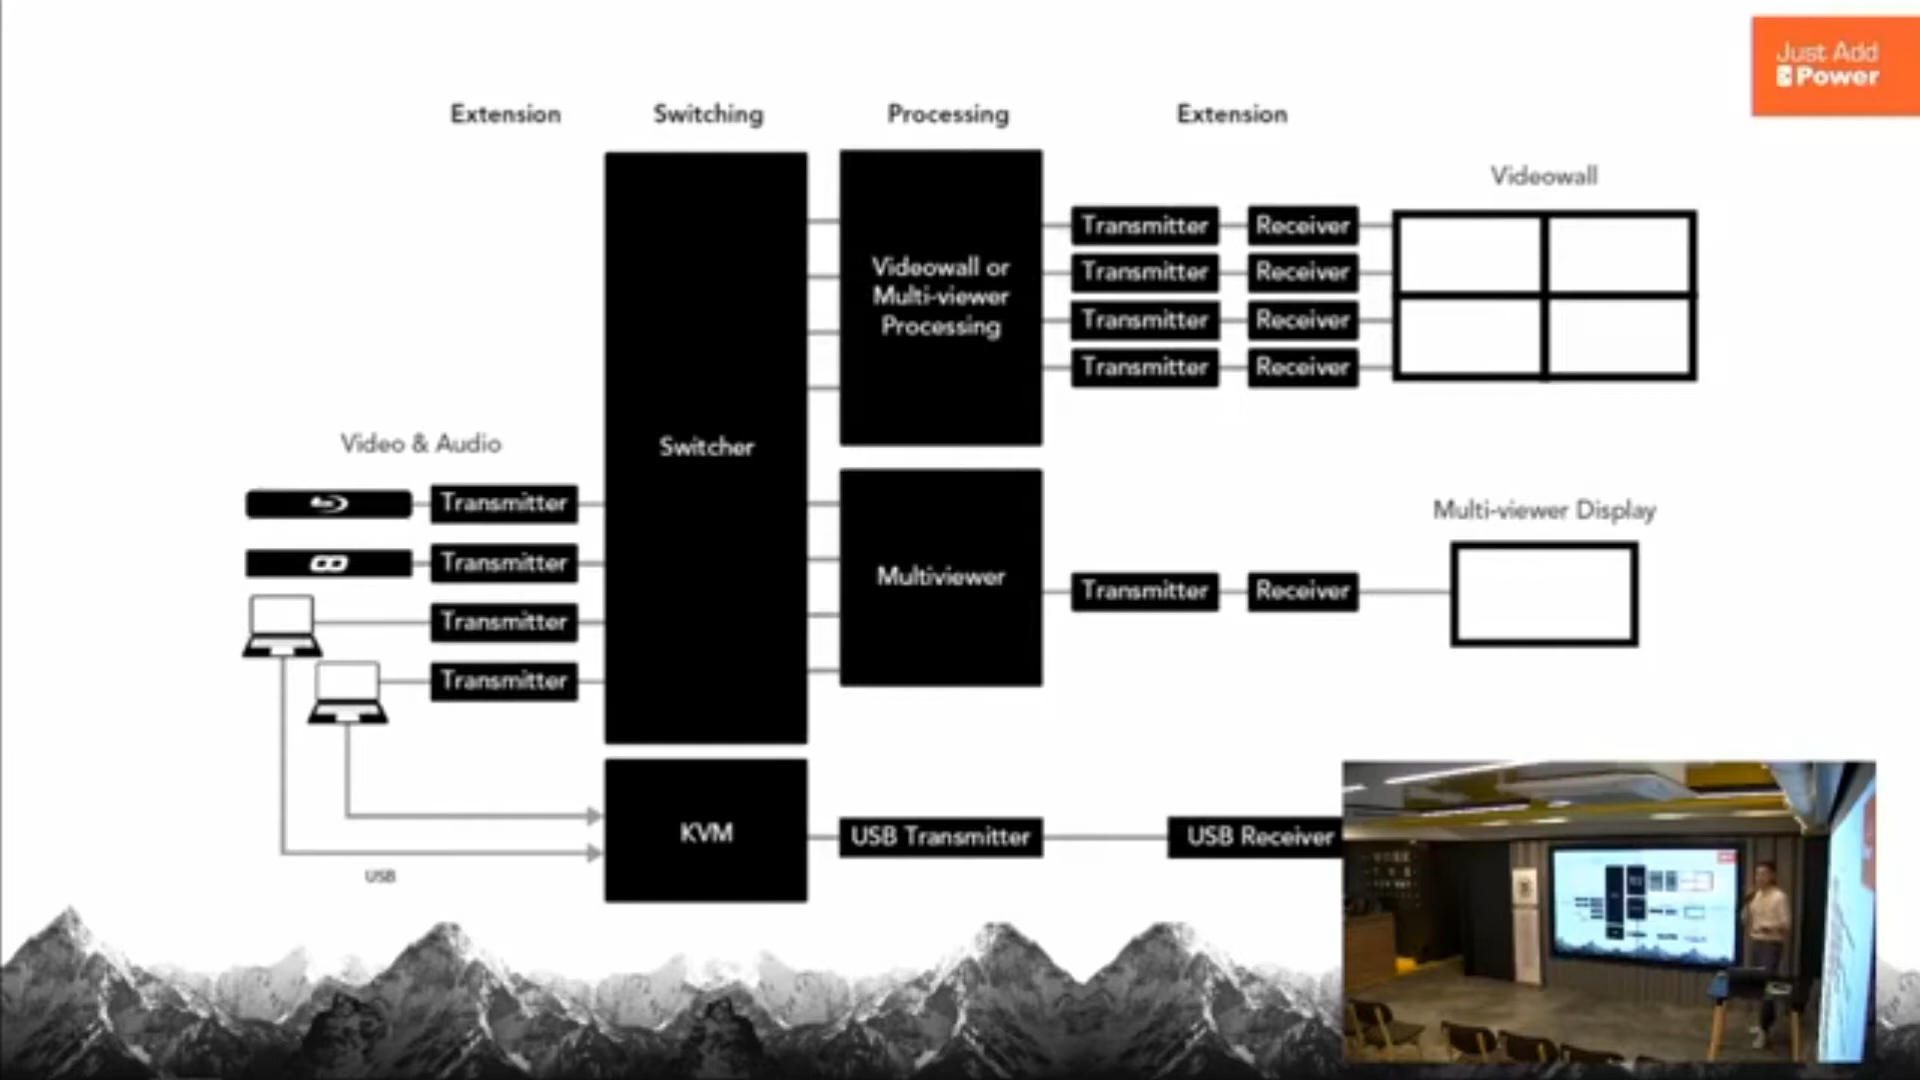 Just Add
Power
Extension
Switching
Processing
Extension
Videowall
Transmitter
Receiver
Transmitter
Receiver
Transmitter
Receiver
Transmitter
Receiver
Videowall or
Multi-viewer
Processing
Switcher
Video & Audio
Transmitter
Transmitter
Transmitter
Transmitter
Multiviewer
Transmitter
Receiver
Multi-viewer Display
KVM
USB Transmitter
USB Receiver
USB